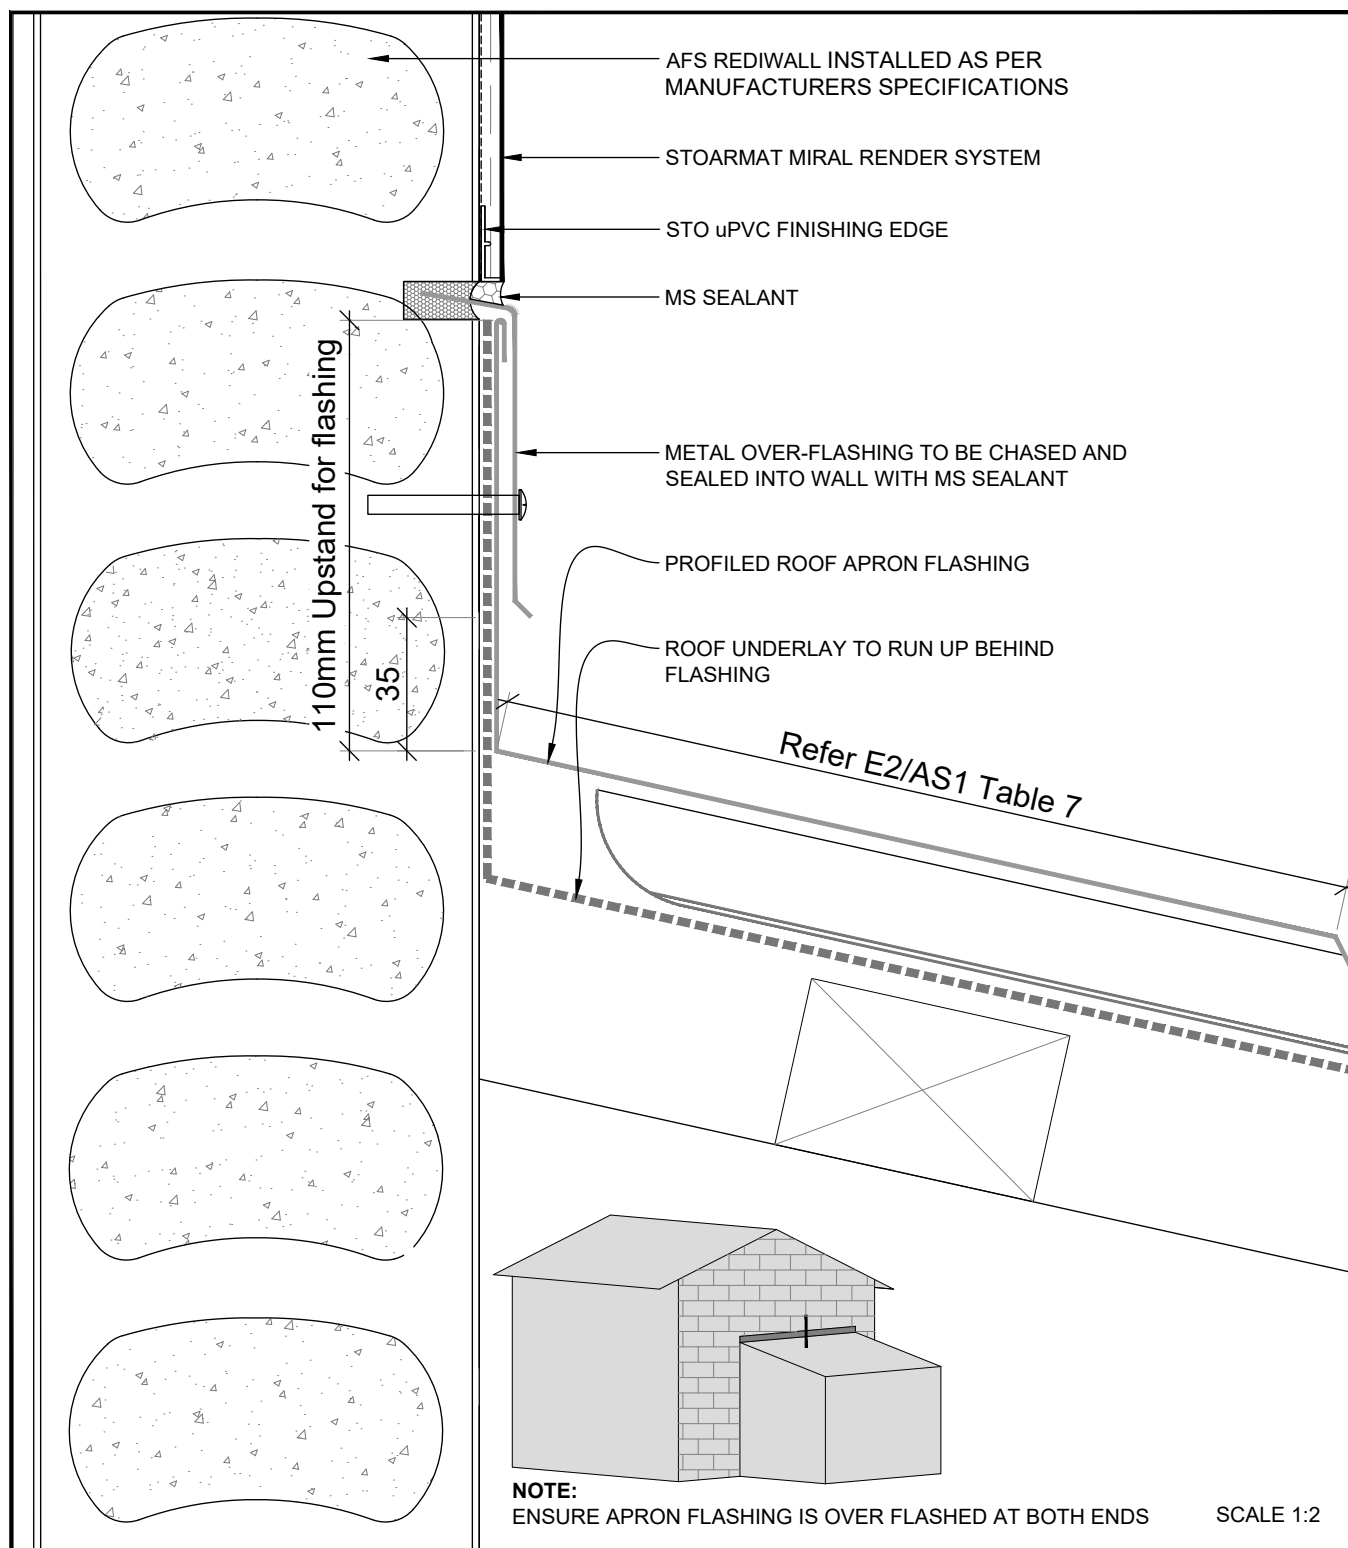 AFS REDIWALL INSTALLED AS PER
MANUFACTURERS SPECIFICATIONS
STOARMAT MIRAL RENDER SYSTEM
STO uPVC FINISHING EDGE
MS SEALANT
110mm Upstand for flashing
METAL OVER-FLASHING TO BE CHASED AND
SEALED INTO WALL WITH MS SEALANT
PROFILED ROOF APRON FLASHING
ROOF UNDERLAY TO RUN UP BEHIND
FLASHING
35
Refer E2/AS1 Table 7
NOTE:
ENSURE APRON FLASHING IS OVER FLASHED AT BOTH ENDS
SCALE 1:2